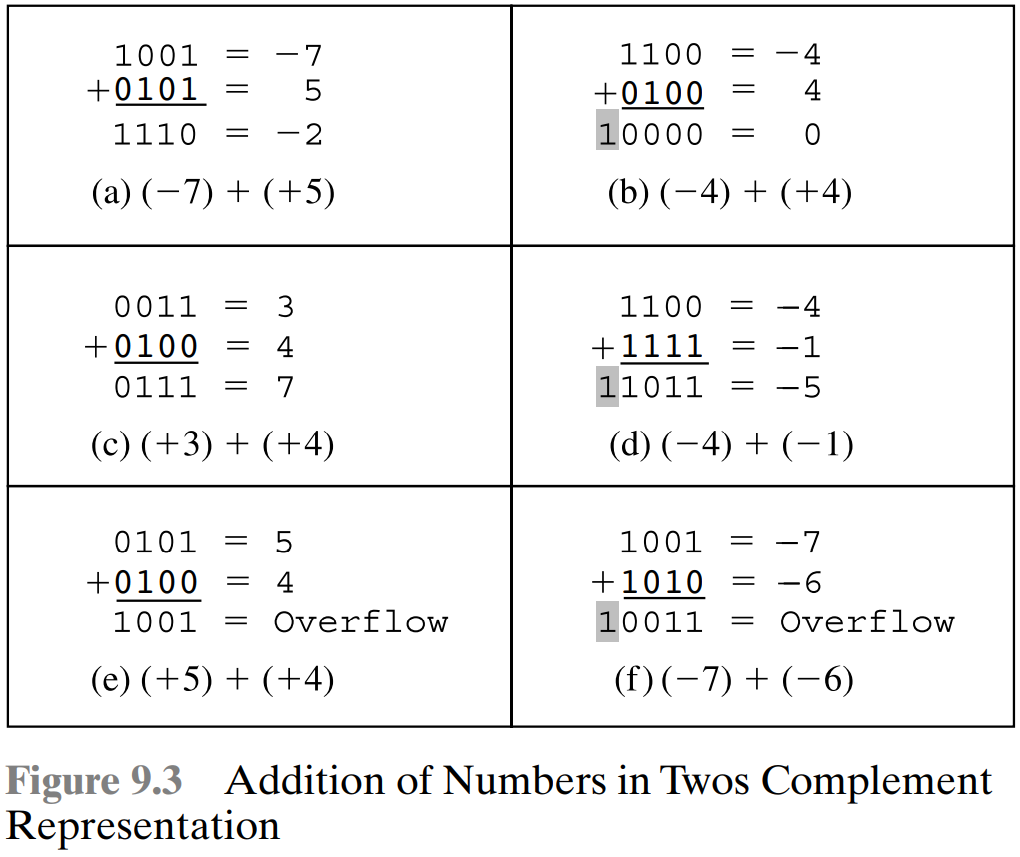 1001 = −7
+0101 = 5
1110 = −2
(a) (−7) + (+5)
1100 = −4
+0100 = 4
10000 = 0
(b) (−4) + (+4)
0011 = 3
+0100 = 4
0111 = 7
(c) (+3) + (+4)
1100 = −4
+1111 = −1
11011 = −5
(d) (−4) + (−1)
0101 = 5
+0100 = 4
1001 = Overflow
(e) (+5) + (+4)
1001 = −7
+1010 = −6
10011 = Overflow
(f) (−7) + (−6)
Figure 9.3 Addition of Numbers in Twos Complement
Representation